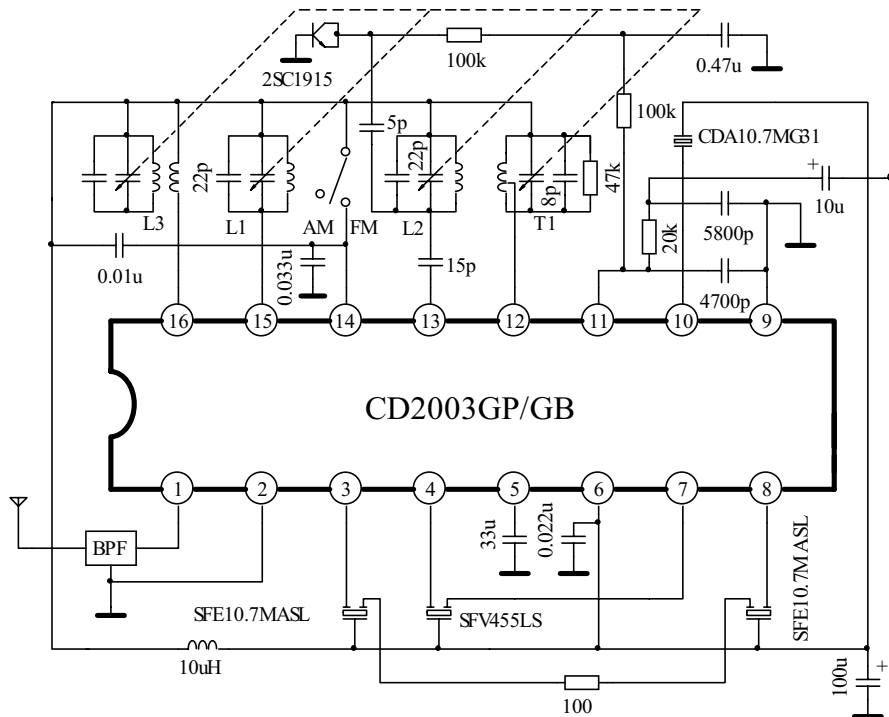 2SC1915
100k
0.47u
5p
100k
CDA10.7MG31
22p
22p
8p
47k
+
10u
L3
L1
AM
FM
L2
T1
20k
5800p
0.01u
0.033u
15p
4700p
16
15
14
13
12
11
10
9
CD2003GP/GB
1
2
3
4
5
6
7
8
BPF
33u
0.022u
SFE10.7MASL
SFV455LS
SFE10.7MASL
10uH
100
100u
+